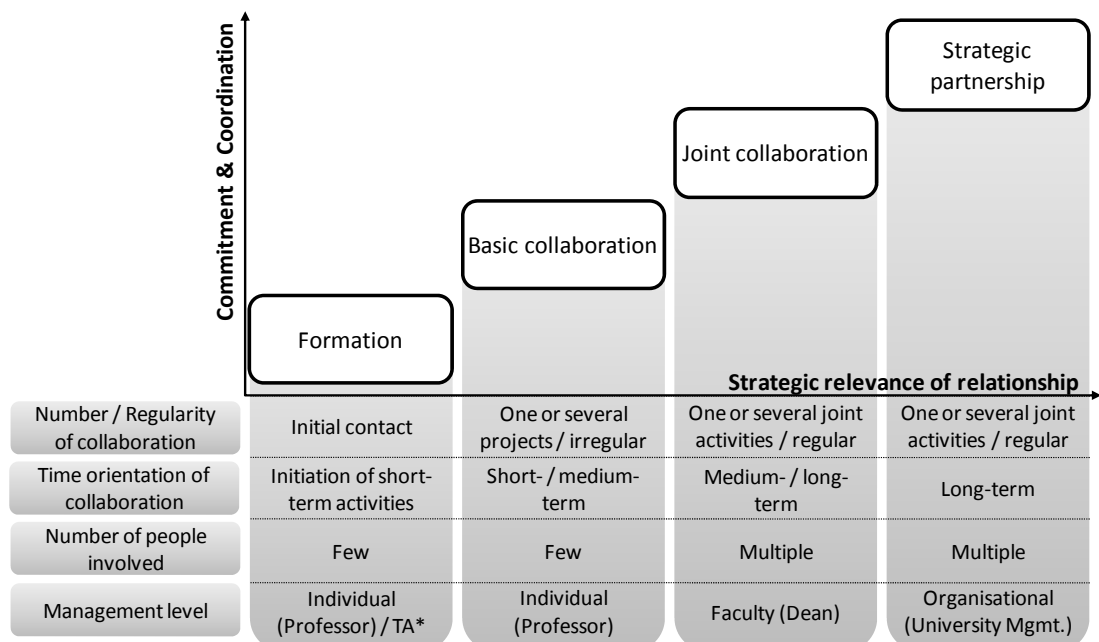 Commitment & Coordination
Strategic
partnership
Joint collaboration
Basic collaboration
Formation
Strategic relevance of relationship
Number / Regularity
of collaboration
Initial contact
One or several
projects / irregular
One or several joint
activities / regular
One or several joint
activities / regular
Time orientation of
collaboration
Initiation of short-
term activities
Short- / medium-
term
Medium- / long-
term
Long-term
Number of people
involved
Few
Few
Multiple
Multiple
Management level
Individual
(Professor) / TA*
Individual
(Professor)
Faculty (Dean)
Organisational
(University Mgmt.)